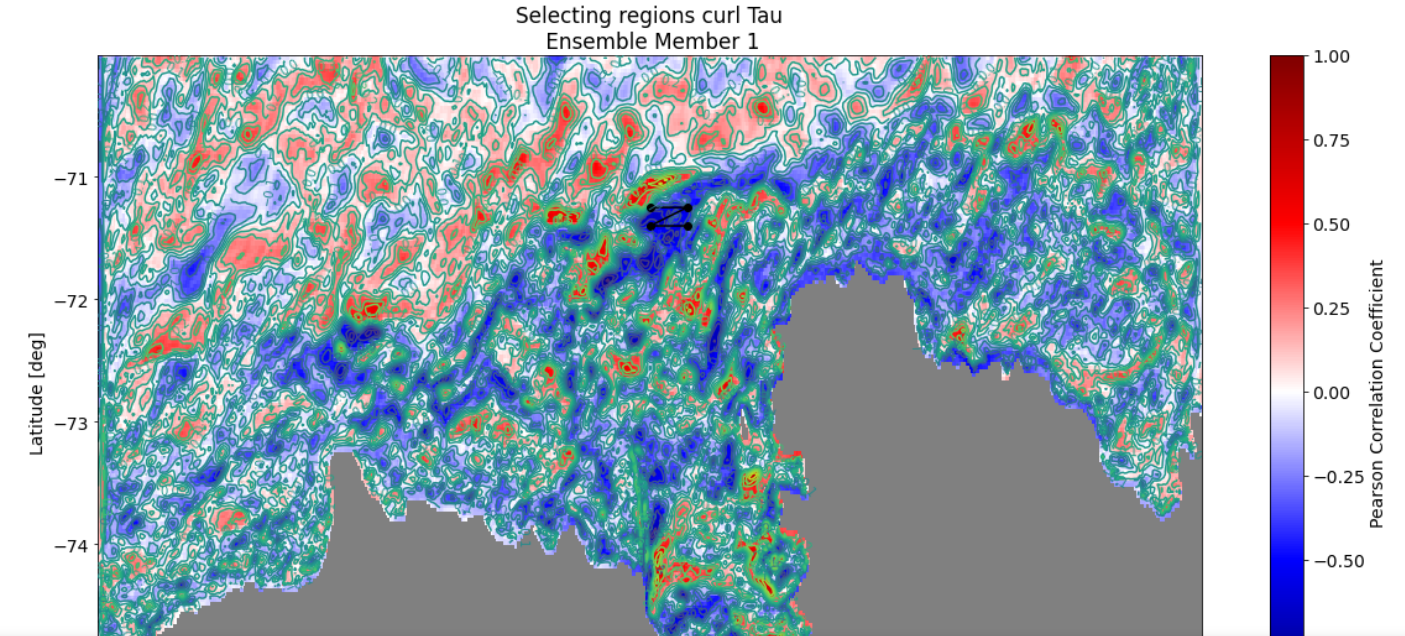 Selecting regions curl Tau
Ensemble Member 1
Latitude [deg]
−71
−72
−73
−74
1.00
0.75
0.50
0.25
0.00
−0.25
−0.50
Pearson Correlation Coefficient